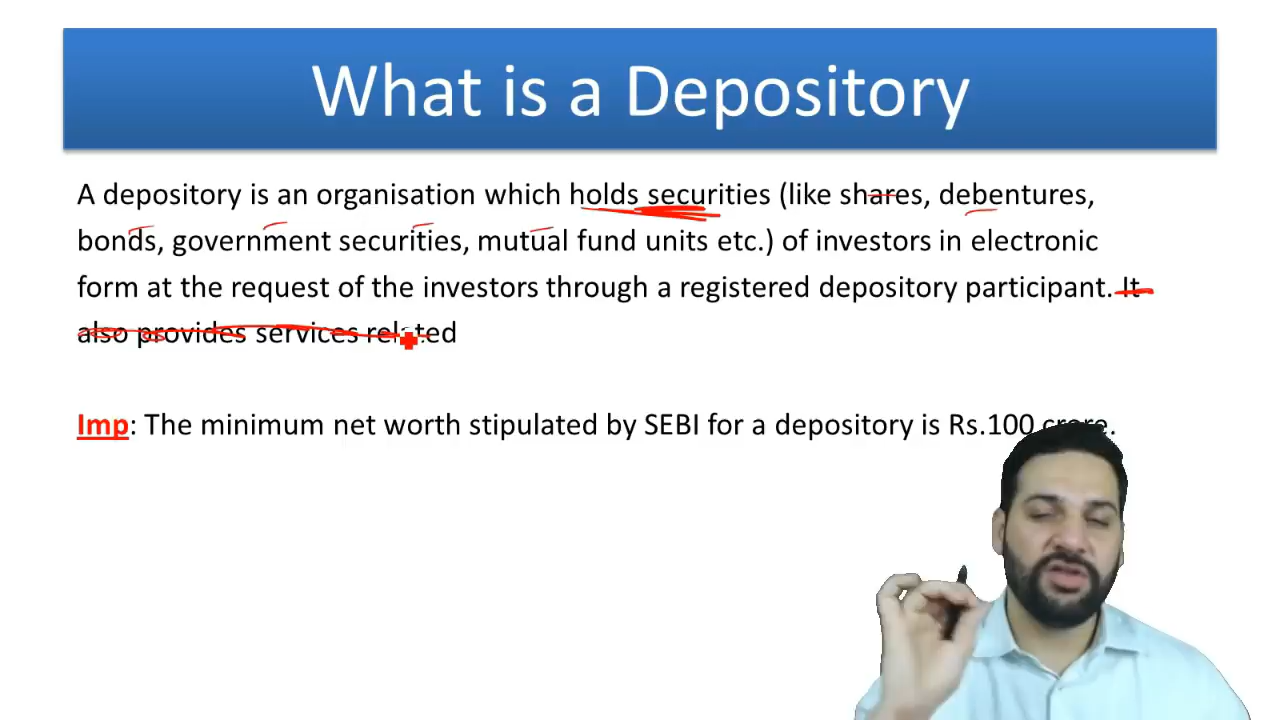 What is a Depository
A depository is an organisation which holds securities (like shares, debentures,
bonds, government securities, mutual fund units etc.) of investors in electronic
form at the request of the investors through a registered depository participant. It
also provides services related
Imp: The minimum net worth stipulated by SEBI for a depository is Rs.100 crore.